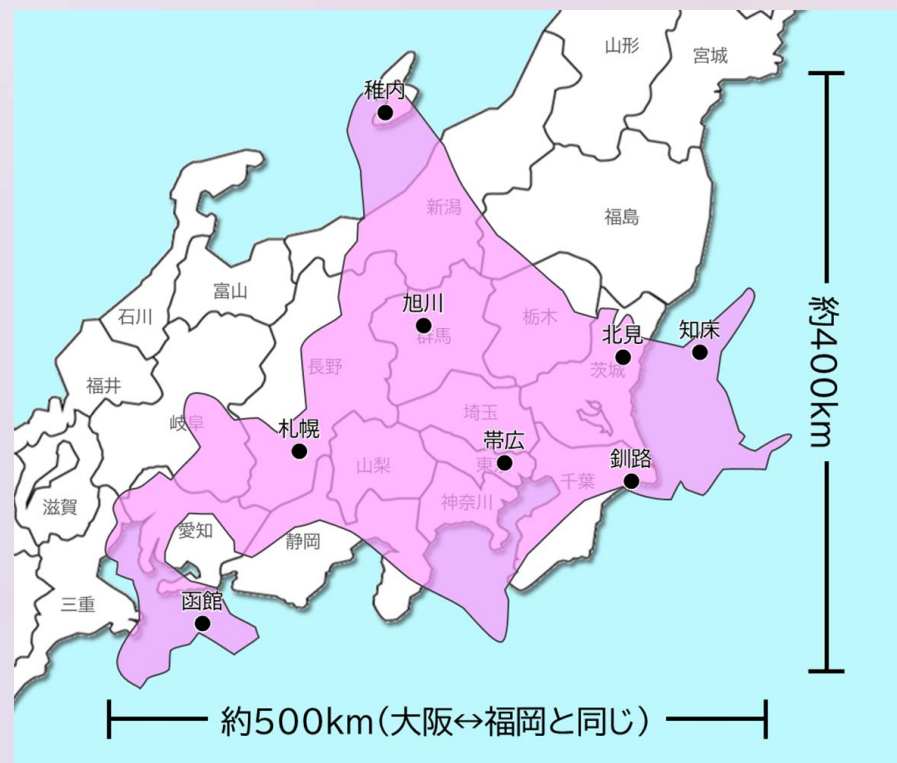 山形
宮城
稚内
新潟
福島
富山
石川
旭川
群馬
栃木
北見
知床
茨城
長野
福井
岐阜
札幌
埼玉
帯広
東京
釧路
千葉
山梨
神奈川
滋賀
愛知
静岡
三重
函館
約400km
約500km(大阪↔福岡と同じ)